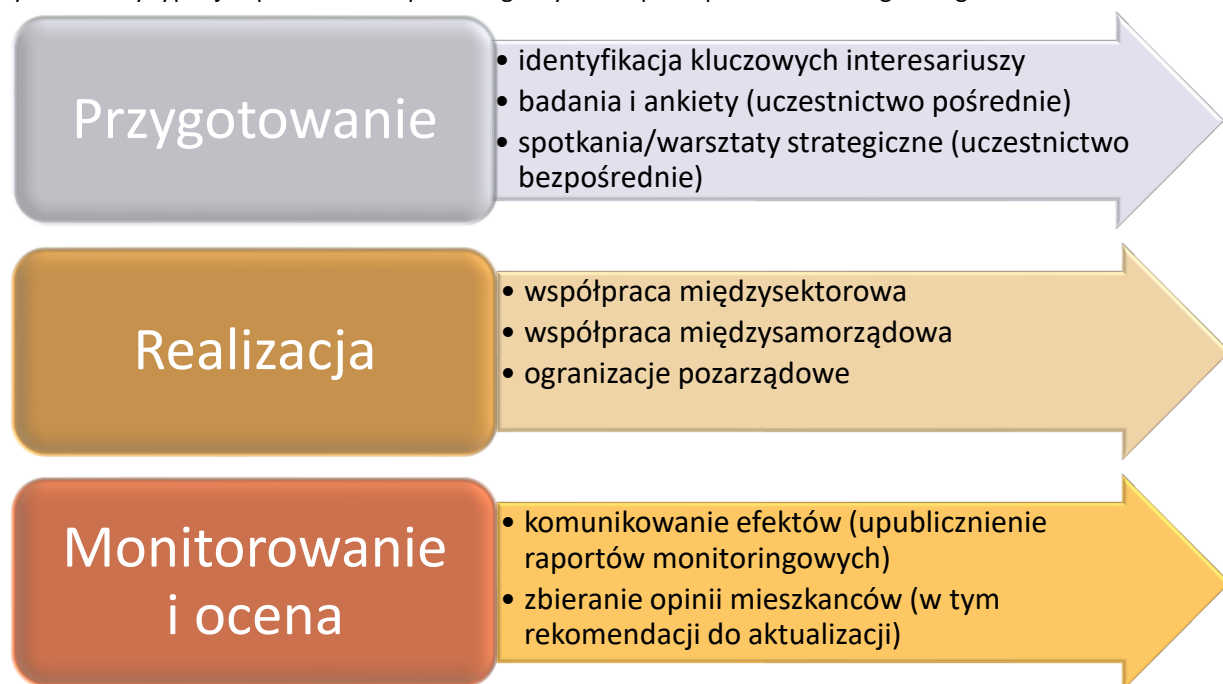 Przygotowanie
• identyfikacja kluczowych interesariuszy
• badania i ankiety (uczestnictwo pośrednie)
• spotkania/warsztaty strategiczne (uczestnictwo
bezpośrednie)
Realizacja
• współpraca międzysektorowa
• współpraca międzysamorządowa
• ogranizacje pozarządowe
Monitorowanie
i ocena
• komunikowanie efektów (upublicznienie
raportów monitoringowych)
• zbieranie opinii mieszkanców (w tym
rekomendacji do aktualizacji)